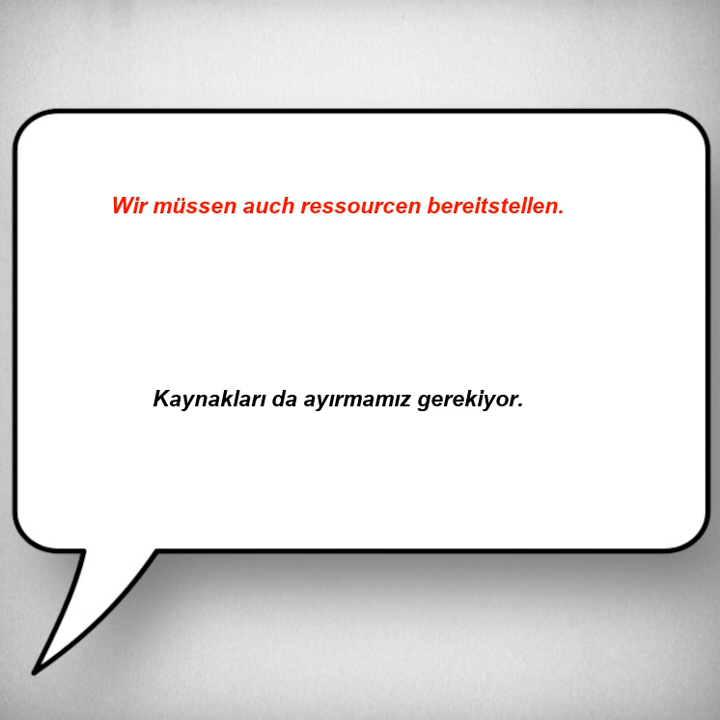 Wir müssen auch ressourcen bereitstellen.
Kaynakları da ayırmamız gerekiyor.